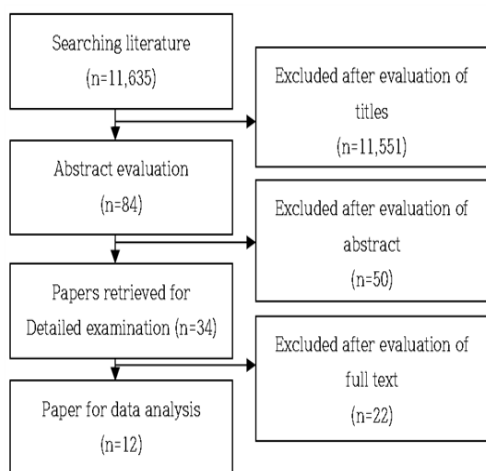 Searching literature
(n=11,635)
Excluded after evaluation of
titles
(n=11,551)
Abstract evaluation
(n=84)
Excluded after evaluation of
abstract
(n=50)
Papers retrieved for
Detailed examination (n=34)
Excluded after evaluation of
full text
(n=22)
Paper for data analysis
(n=12)